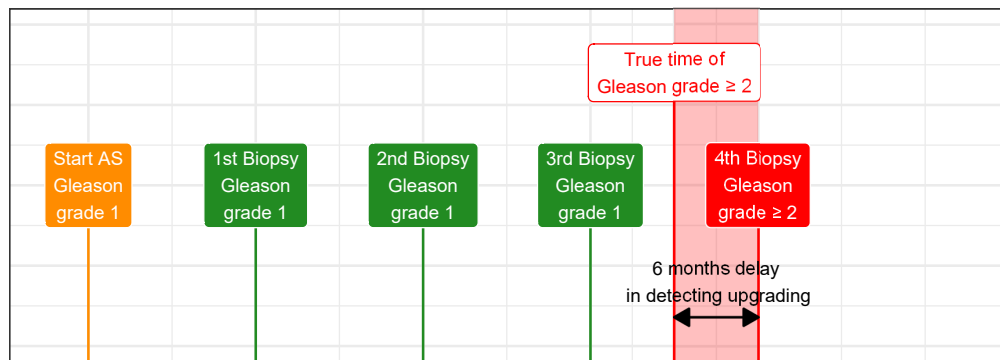 True time of
Gleason grade ≥ 2
Start AS
Gleason
grade 1
1st Biopsy
Gleason
grade 1
2nd Biopsy
Gleason
grade 1
3rd Biopsy
Gleason
grade 1
4th Biopsy
Gleason
grade ≥ 2
6 months delay
in detecting upgrading